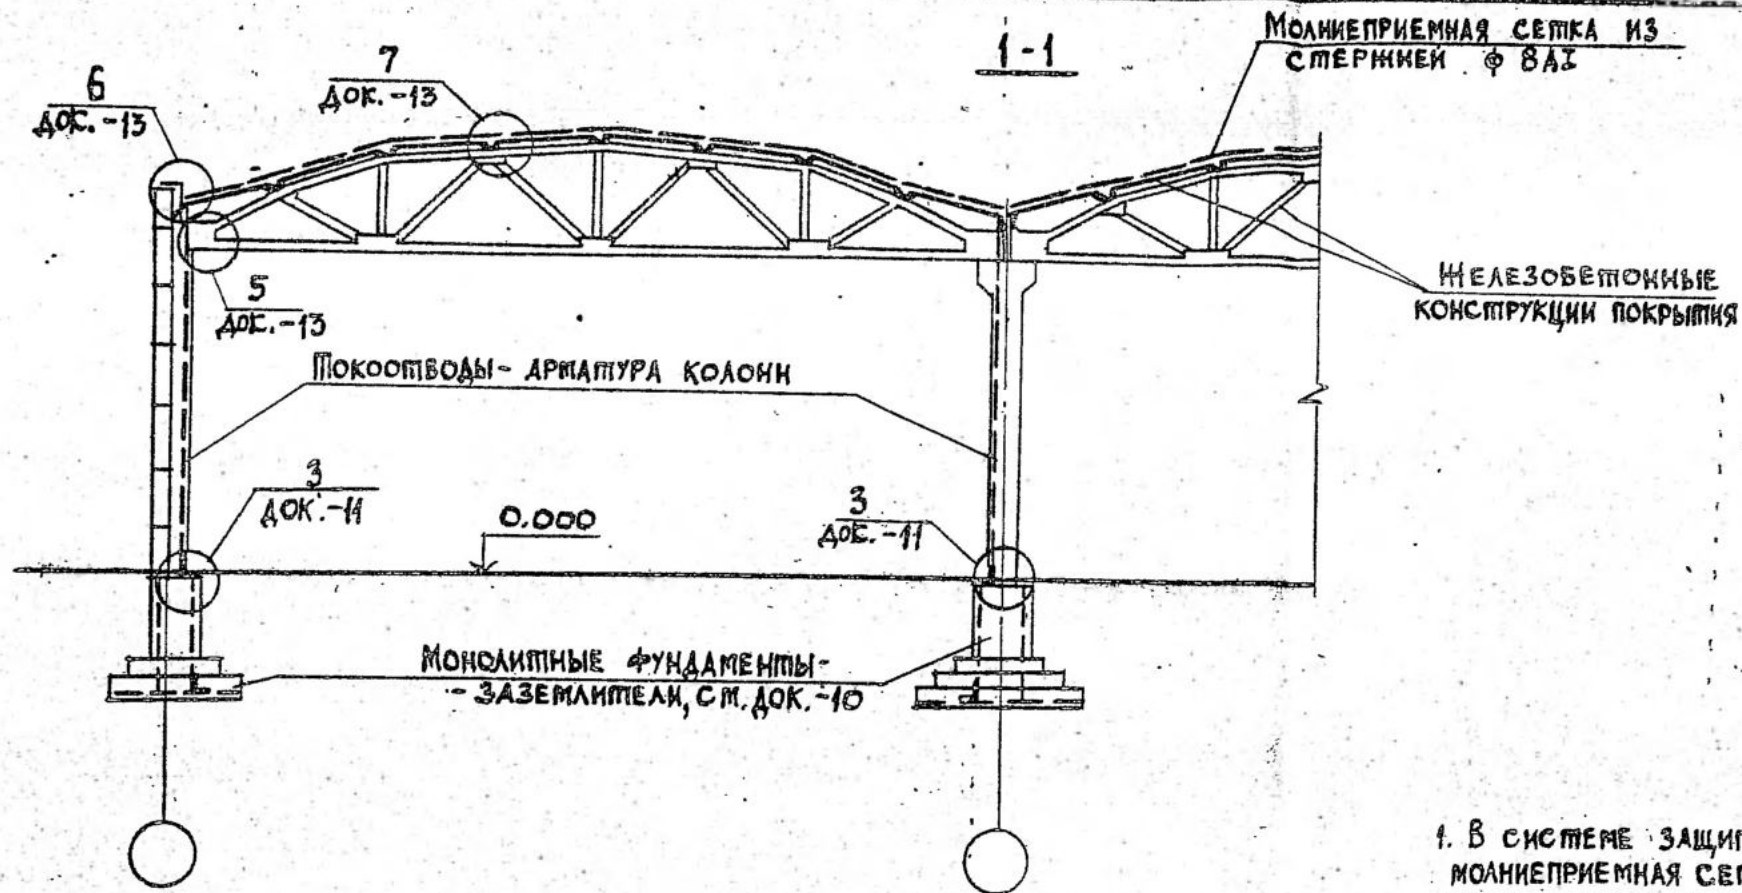 1-1
МОЛНИЕПРИЕМНАЯ СЕТКА ИЗ
СТЕРЖНЕЙ ϕ 8АI
7
ДОК.-13
6
ДОК.-13
5
ДОК.-13
ЖЕЛЕЗОБЕТОННЫЕ
КОНСТРУКЦИИ ПОКРЫТИЯ
ТОКООТВОДЫ- АРМАТУРА КОЛОНН
3
ДОК.-11
0.000
3
ДОК.-11
МОНОЛИТНЫЕ ФУНДАМЕНТЫ-
- ЗАЗЕМЛИТЕЛИ, СМ. ДОК.-10
1. В СИСТЕМЕ ЗАЩИ
МОЛНИЕПРИЕМНАЯ СЕ